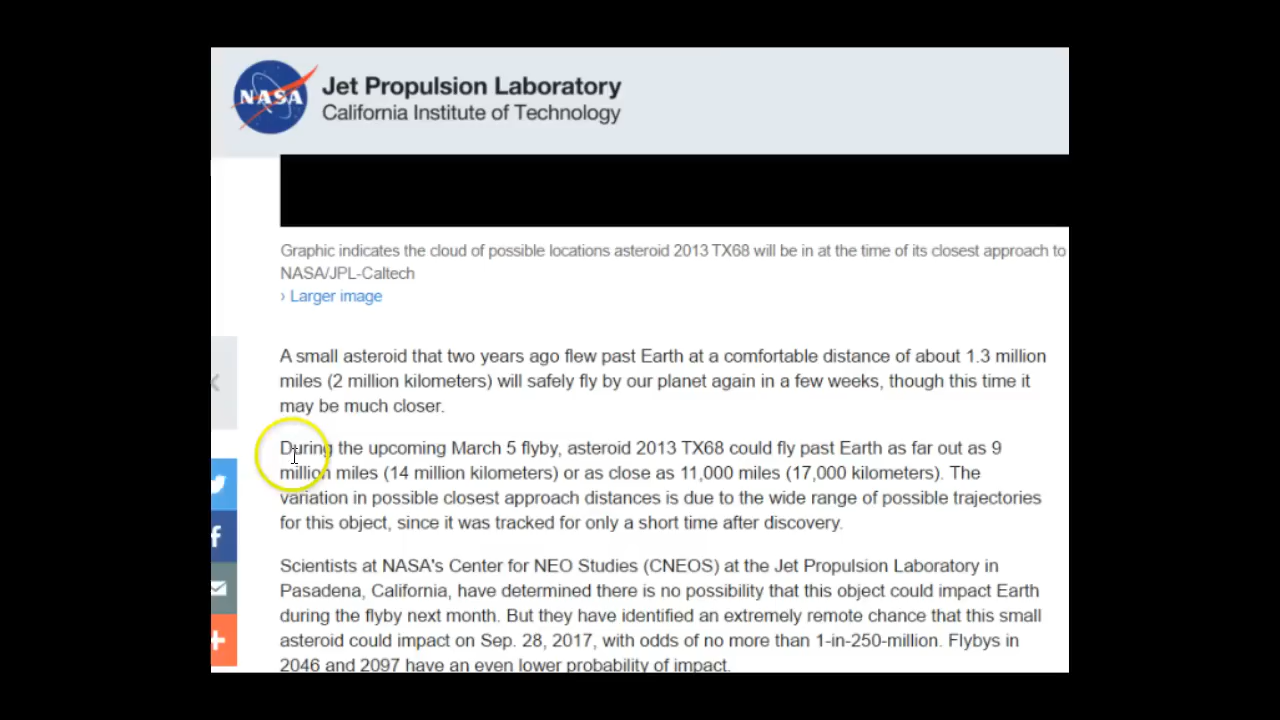 NASA
Jet Propulsion Laboratory
California Institute of Technology
Graphic indicates the cloud of possible locations asteroid 2013 TX68 will be in at the time of its closest approach to
NASA/JPL-Caltech
› Larger image
A small asteroid that two years ago flew past Earth at a comfortable distance of about 1.3 million
miles (2 million kilometers) will safely fly by our planet again in a few weeks, though this time it
may be much closer.
During the upcoming March 5 flyby, asteroid 2013 TX68 could fly past Earth as far out as 9
million miles (14 million kilometers) or as close as 11,000 miles (17,000 kilometers). The
variation in possible closest approach distances is due to the wide range of possible trajectories
for this object, since it was tracked for only a short time after discovery.
Scientists at NASA's Center for NEO Studies (CNEOS) at the Jet Propulsion Laboratory in
Pasadena, California, have determined there is no possibility that this object could impact Earth
during the flyby next month. But they have identified an extremely remote chance that this small
asteroid could impact on Sep. 28, 2017, with odds of no more than 1-in-250-million. Flybys in
2046 and 2097 have an even lower probability of impact.